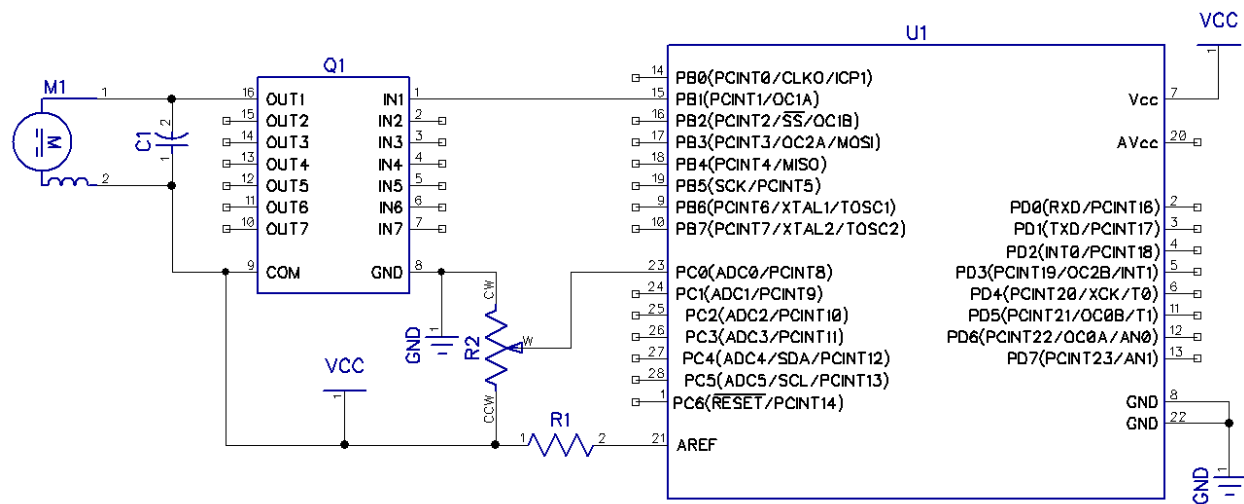 M1
1
2
M
C1
2
1
Q1
16 OUT1 IN1 1
15 OUT2 IN2 2
14 OUT3 IN3 3
13 OUT4 IN4 4
12 OUT5 IN5 5
11 OUT6 IN6 6
10 OUT7 IN7 7
9 COM GND 8
GND
1
CW
R2
W
CCW
VCC
1
R1
1 2
U1
14 PB0(PCINT0/CLKO/ICP1)
15 PB1(PCINT1/OC1A)
16 PB2(PCINT2/SS/OC1B)
17 PB3(PCINT3/OC2A/MOSI)
18 PB4(PCINT4/MISO)
19 PB5(SCK/PCINT5)
9 PB6(PCINT6/XTAL1/TOSC1)
10 PB7(PCINT7/XTAL2/TOSC2)
23 PC0(ADC0/PCINT8)
24 PC1(ADC1/PCINT9)
25 PC2(ADC2/PCINT10)
26 PC3(ADC3/PCINT11)
27 PC4(ADC4/SDA/PCINT12)
28 PC5(ADC5/SCL/PCINT13)
1 PC6(RESET/PCINT14)
21 AREF
VCC
1
Vcc 7
AVcc 20
PD0(RXD/PCINT16) 2
PD1(TXD/PCINT17) 3
PD2(INT0/PCINT18) 4
PD3(PCINT19/OC2B/INT1) 5
PD4(PCINT20/XCK/T0) 6
PD5(PCINT21/OC0B/T1) 11
PD6(PCINT22/OC0A/AN0) 12
PD7(PCINT23/AN1) 13
GND 8
GND 22
GND
1